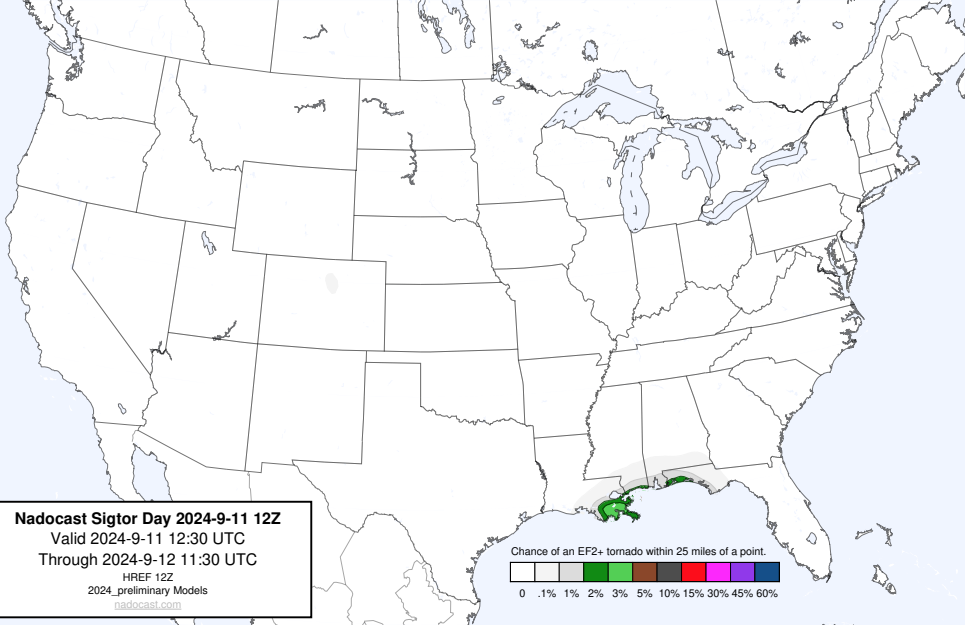 Nadocast Sigtor Day 2024-9-11 12Z
Valid 2024-9-11 12:30 UTC
Through 2024-9-12 11:30 UTC
HREF 12Z
2024_preliminary Models
nadocast.com
Chance of an EF2+ tornado within 25 miles of a point.
0 .1% 1% 2% 3% 5% 10% 15% 30% 45% 60%